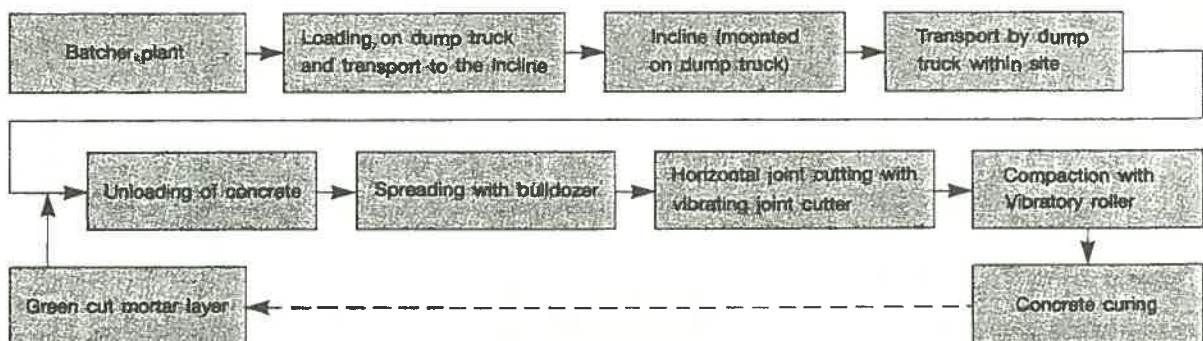 Batcher plant
Loading on dump truck
and transport to the incline
Incline (mounted
on dump truck)
Transport by dump
truck within site
Unloading of concrete
Spreading with bulldozer
Horizontal joint cutting with
vibrating joint cutter
Compaction with
Vibratory roller
Green cut mortar layer
Concrete curing